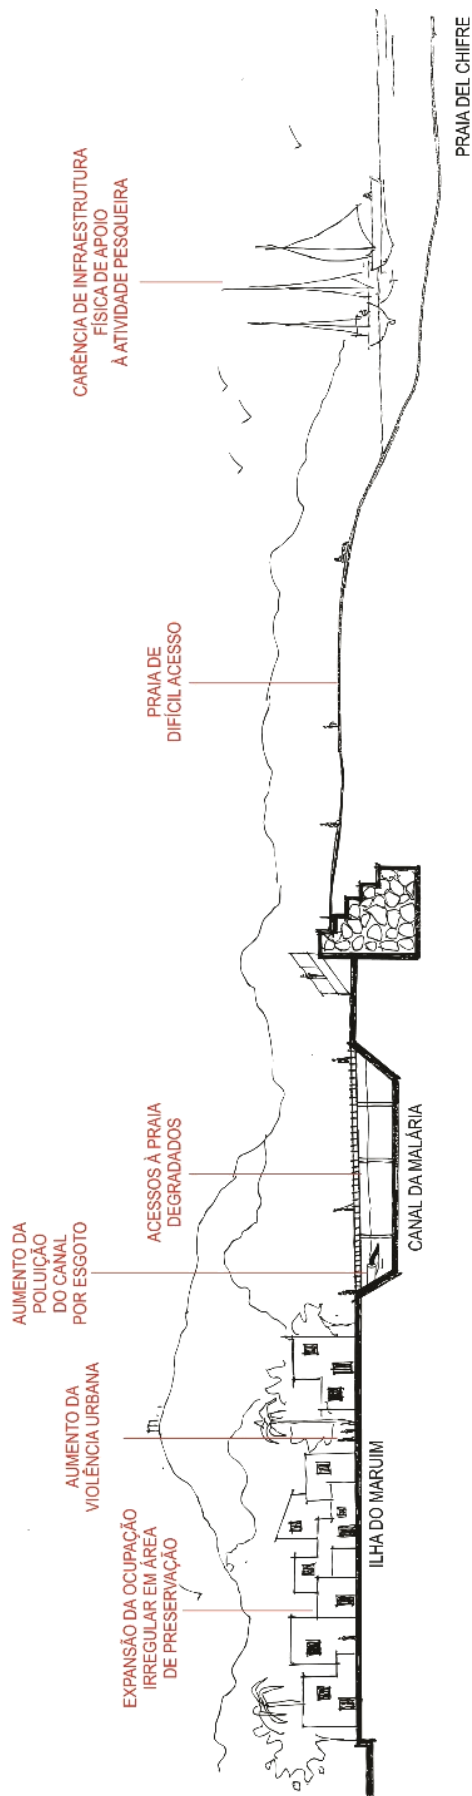 EXPANSÃO DA OCUPAÇÃO
IRREGULAR EM ÁREA
DE PRESERVAÇÃO
AUMENTO DA
VIOLÊNCIA URBANA
AUMENTO DA
POLUIÇÃO
DO CANAL
POR ESGOTO
ACESSOS À PRAIA
DEGRADADOS
PRAIA DE
DIFÍCIL ACESSO
CARÊNCIA DE INFRAESTRUTURA
FÍSICA DE APOIO
À ATIVIDADE PESQUEIRA
ILHA DO MARUIM
CANAL DA MALÁRIA
PRAIA DEL CHIFRE